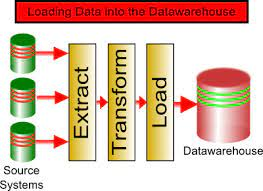 Loading Data into the Datawarehouse
Extract
Transform
Load
Source
Systems
Datawarehouse